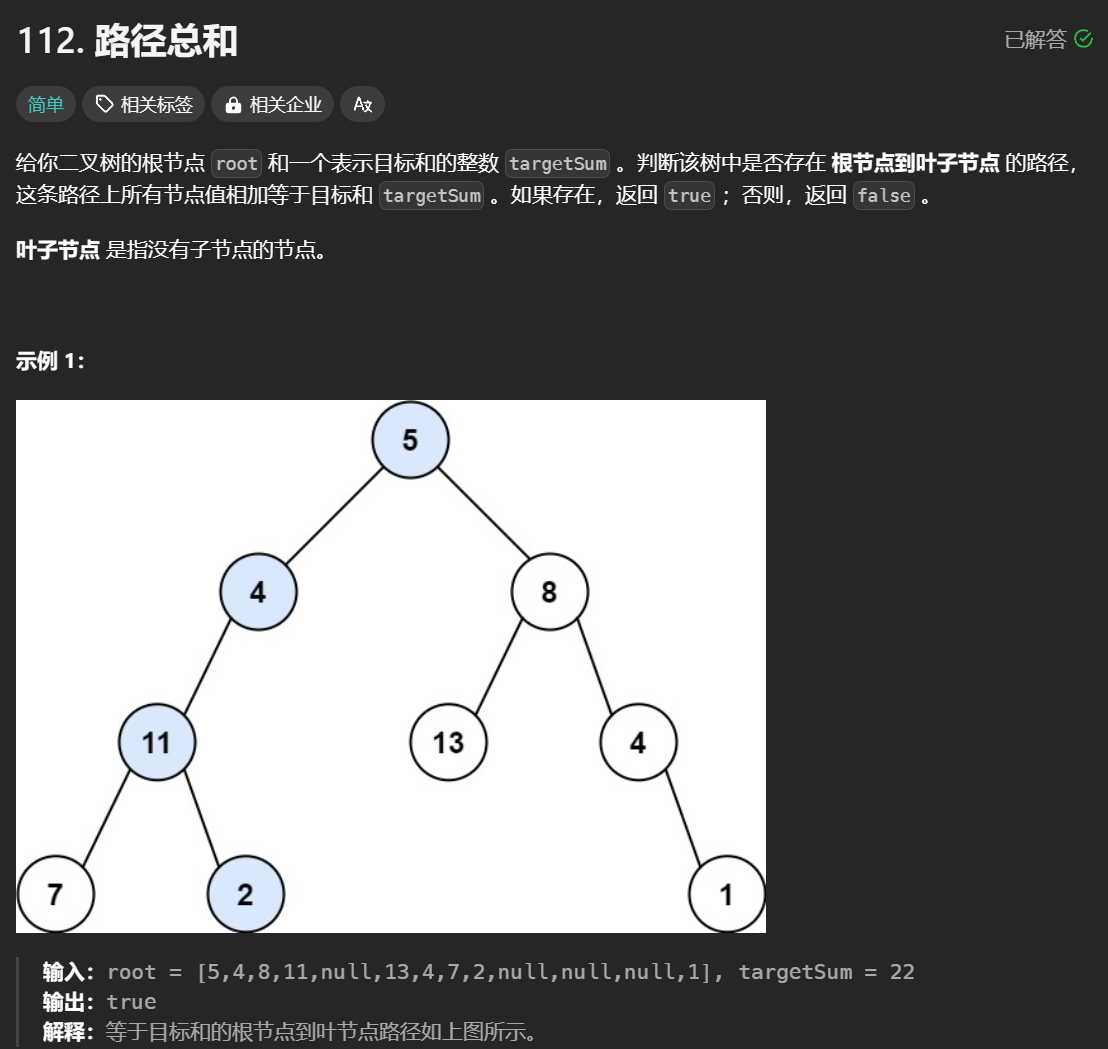 112. 路径总和
已解答
简单
相关标签
相关企业
给你二叉树的根节点 root 和一个表示目标和的整数 targetSum 。判断该树中是否存在 根节点到叶子节点 的路径，
这条路径上所有节点值相加等于目标和 targetSum 。如果存在，返回 true ；否则，返回 false 。
叶子节点 是指没有子节点的节点。
示例 1：
5
4
8
11
13
4
7
2
1
输入：root = [5,4,8,11,null,13,4,7,2,null,null,null,1], targetSum = 22
输出：true
解释：等于目标和的根节点到叶节点路径如上图所示。